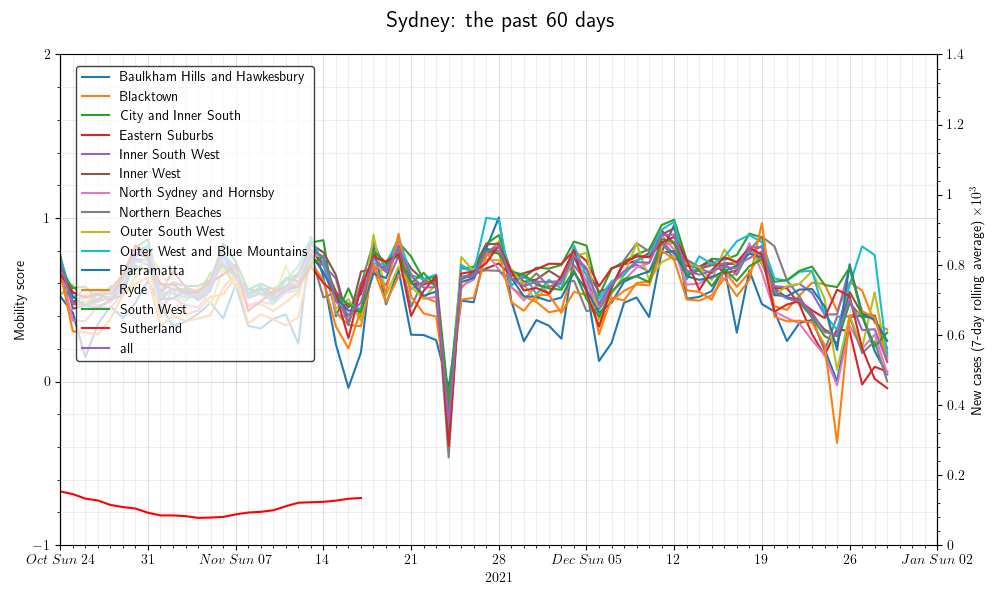 Sydney: the past 60 days
2
1
0
−1
Mobility score
Baulkham Hills and Hawkesbury
Blacktown
City and Inner South
Eastern Suburbs
Inner South West
Inner West
North Sydney and Hornsby
Northern Beaches
Outer South West
Outer West and Blue Mountains
Parramatta
Ryde
South West
Sutherland
all
1.4
1.2
1
0.8
0.6
0.4
0.2
0
New cases (7-day rolling average) ×10³
Oct Sun 24 31 Nov Sun 07 14 21 28 Dec Sun 05 12 19 26 Jan Sun 02
2021